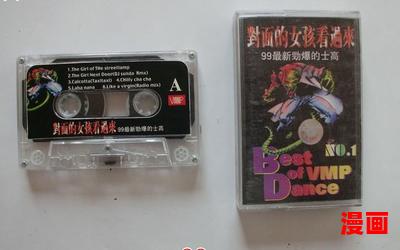 1.The Girl of The streetlamp
2.The Girl Next Door(DJ sunda Rmx)
3.Calcotta(Taxitaxi) 4.Chilly cha cha
5.Laha nana 6.Like a virgin(Radio mix)
A
VMP
對面的女孩看過來
99最新勁爆的士高
對面的女孩看過來
99最新勁爆的士高
NO.1
Best
of VMP
Dance
漫画